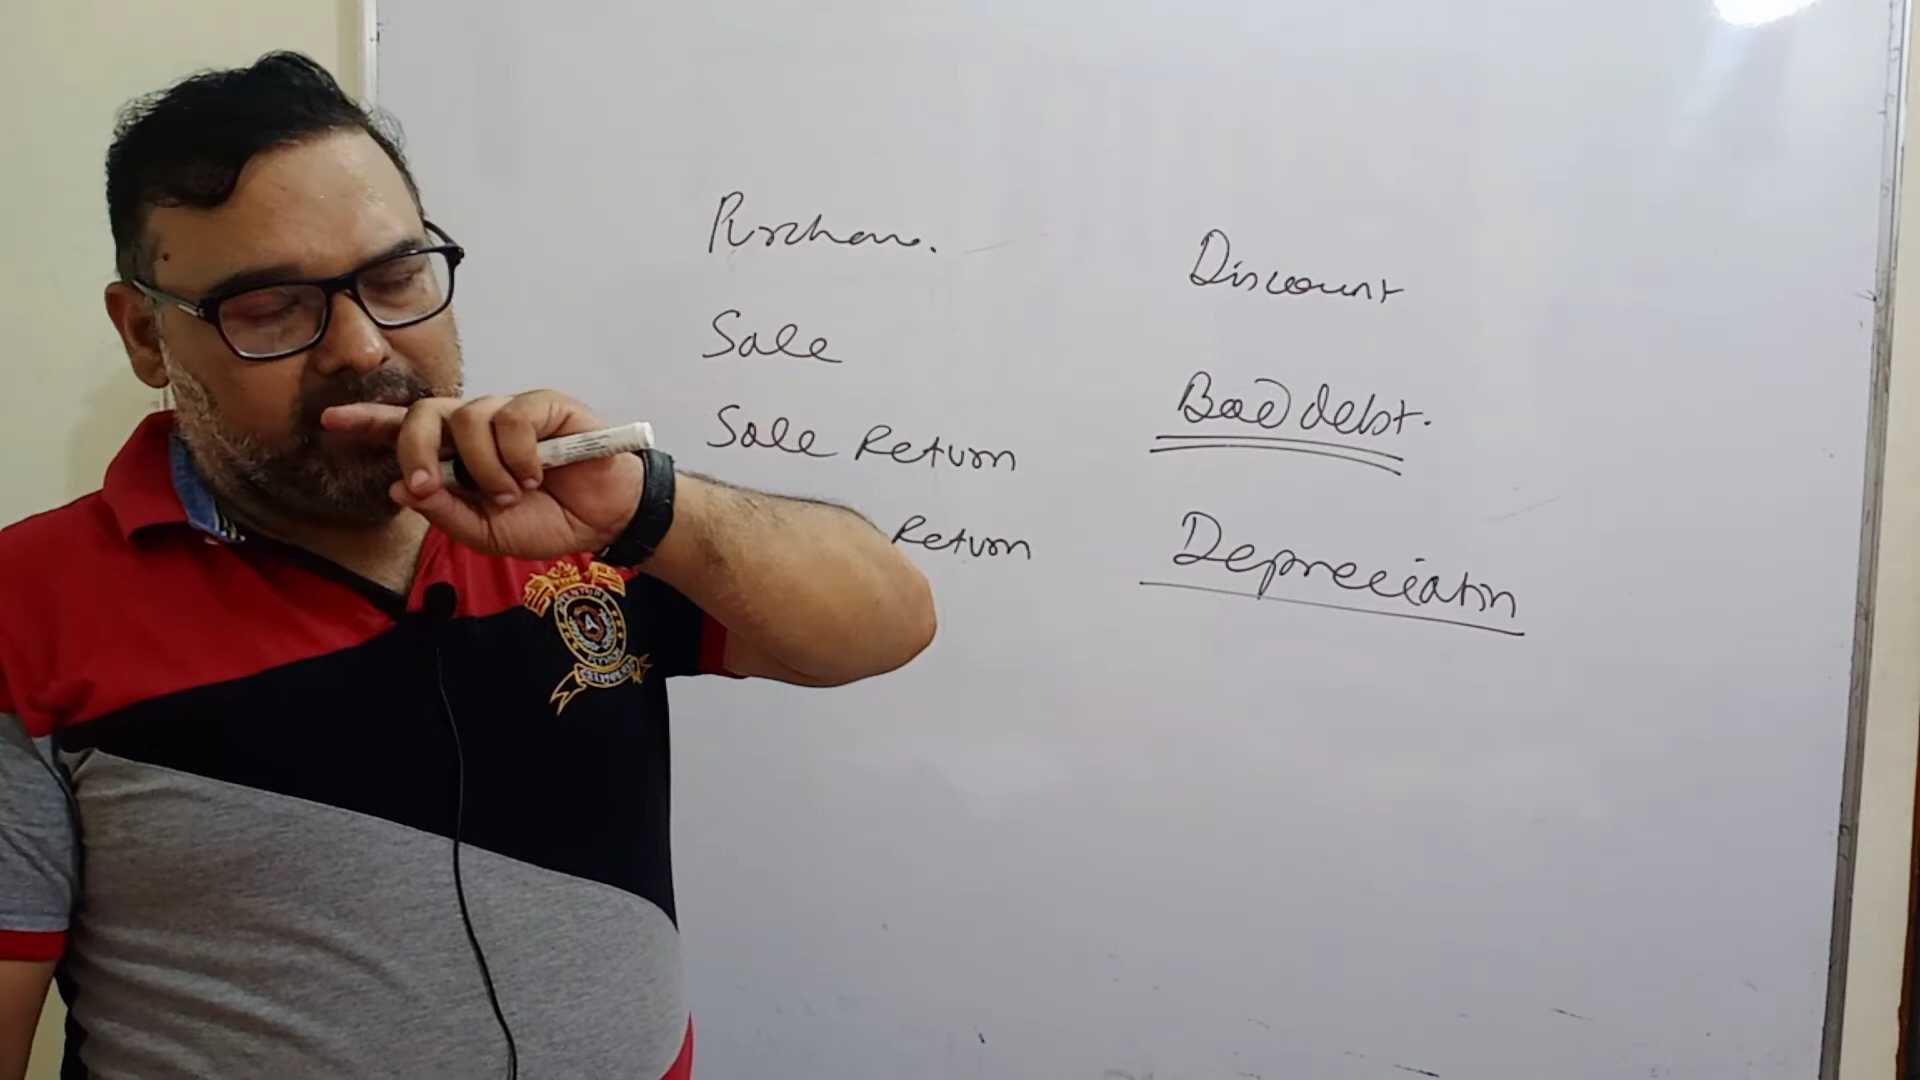 Purchase.
Sale
Sale Return
Return
Discount
Bad debt.
Depreciation